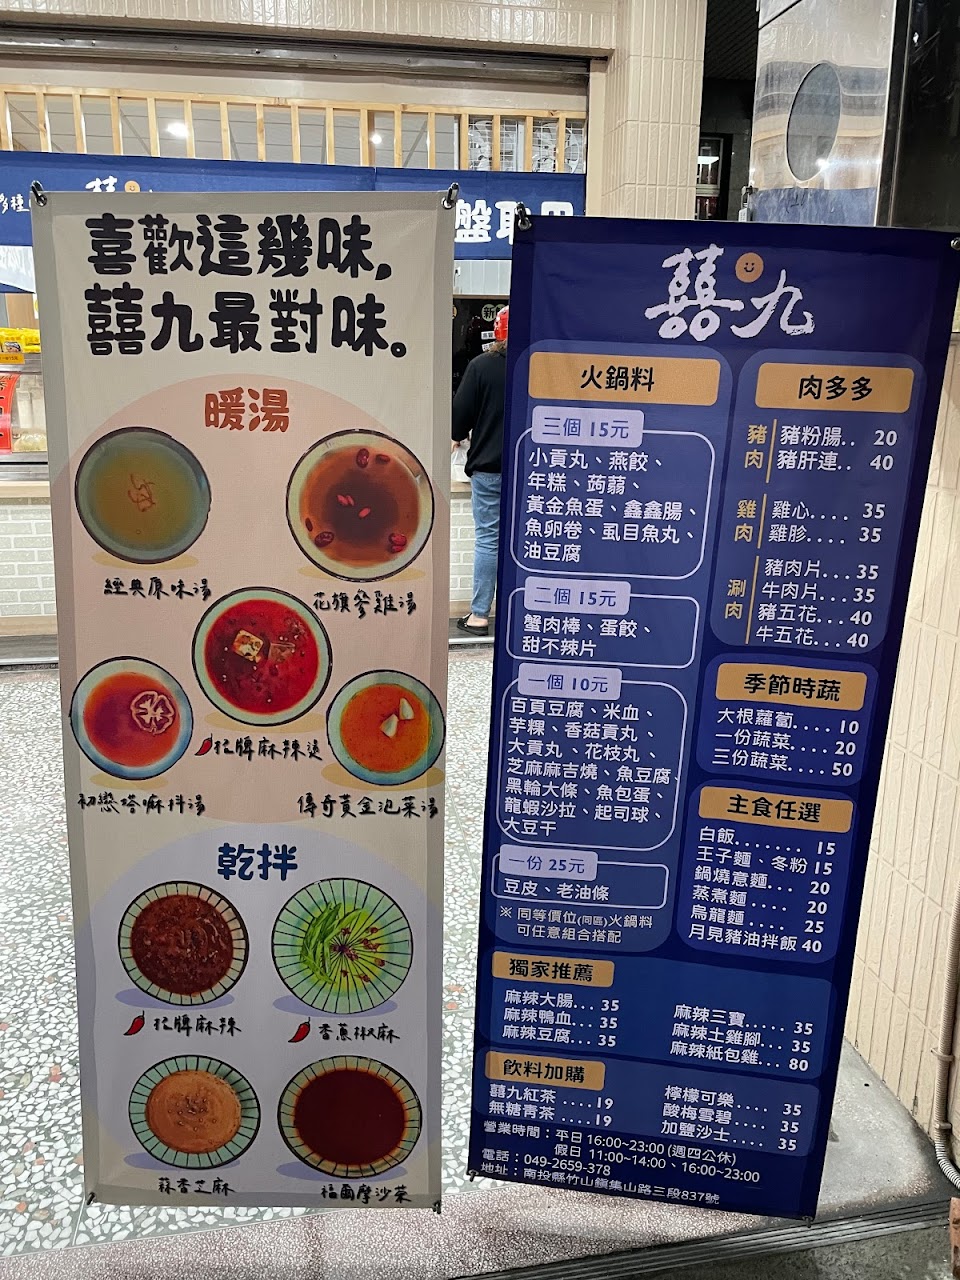 喜歡這幾味,
囍九最對味。
暖湯
經典原味湯
花旗參雞湯
拉牌麻辣燙
初戀塔麻拌湯
傳奇黃金泡菜湯
乾拌
拉牌麻辣
香蔥椒麻
蒜香芝麻
福爾摩沙茶
囍九
火鍋料
三個 15元
小貢丸、燕餃、
年糕、蒟蒻、
黃金魚蛋、鑫鑫腸、
魚卵卷、虱目魚丸、
油豆腐
二個 15元
蟹肉棒、蛋餃、
甜不辣片
一個 10元
百頁豆腐、米血、
芋粿、香菇貢丸、
大貢丸、花枝丸、
芝麻麻吉燒、魚豆腐、
黑輪大條、魚包蛋、
龍蝦沙拉、起司球、
大豆干
一份 25元
豆皮、老油條
※ 同等價位(同區)火鍋料
可任意組合搭配
肉多多
豬肉
豬粉腸.. 20
豬肝連.. 40
雞肉
雞心.... 35
雞胗.... 35
涮肉
豬肉片... 35
牛肉片... 35
豬五花... 40
牛五花... 40
季節時蔬
大根蘿蔔.... 10
一份蔬菜.... 20
三份蔬菜.... 50
主食任選
白飯....... 15
王子麵、冬粉 15
鍋燒意麵... 20
蒸煮麵..... 20
烏龍麵..... 25
月見豬油拌飯 40
獨家推薦
麻辣大腸... 35
麻辣鴨血... 35
麻辣豆腐... 35
麻辣三寶..... 35
麻辣土雞腳... 35
麻辣紙包雞... 80
飲料加購
囍九紅茶 .... 19
無糖青茶 .... 19
檸檬可樂.... 35
酸梅雪碧.... 35
加鹽沙士.... 35
營業時間：平日 16:00~23:00 (週四公休)
假日 11:00~14:00、16:00~23:00
電話：049-2659-378
地址：南投縣竹山鎮集山路三段837號